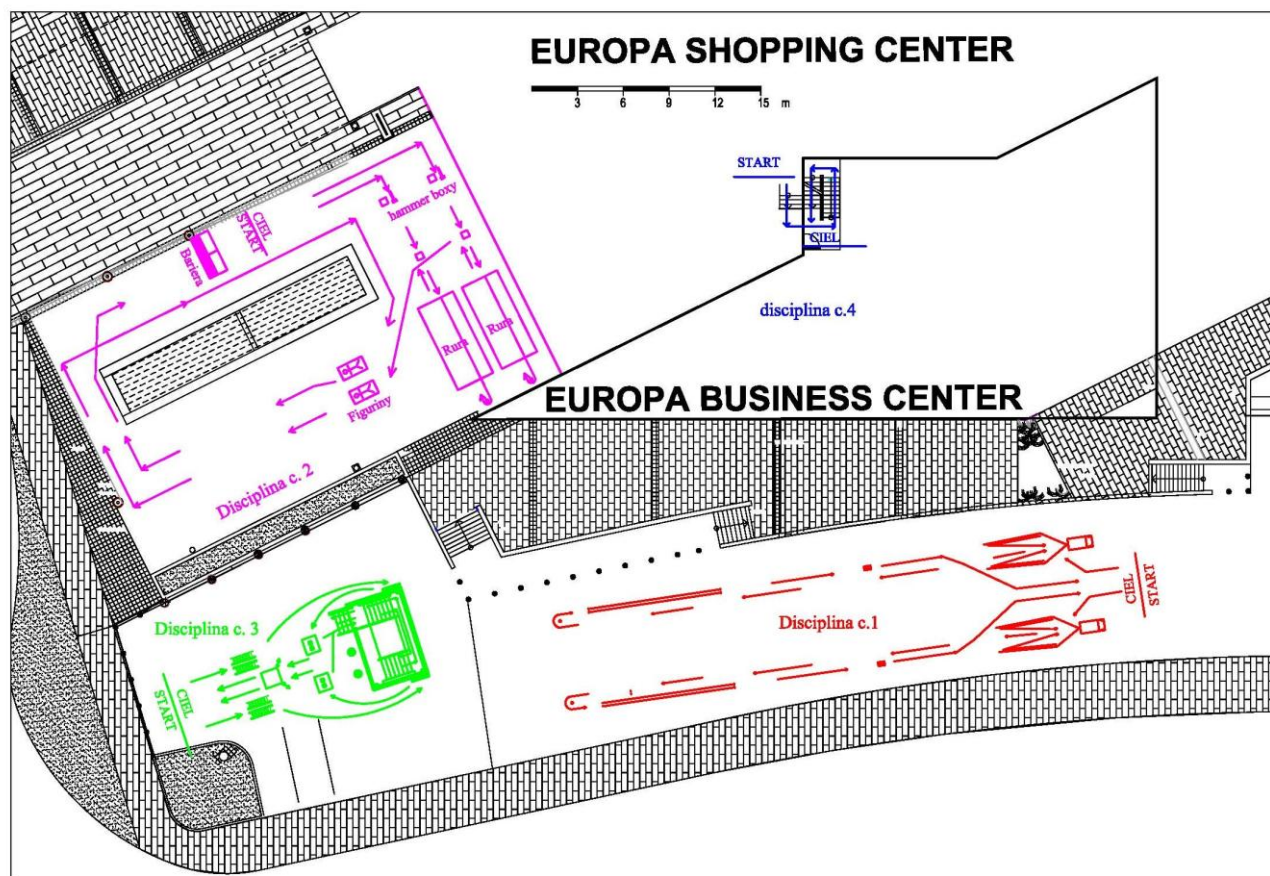 EUROPA SHOPPING CENTER
3 6 9 12 15 m
START
CIEL
disciplina c.4
hammer boxy
CIEL
START
Bariera
Rura
Rura
Figuriny
EUROPA BUSINESS CENTER
Disciplina c. 2
Disciplina c. 3
CIEL
START
Disciplina c.1
CIEL
START